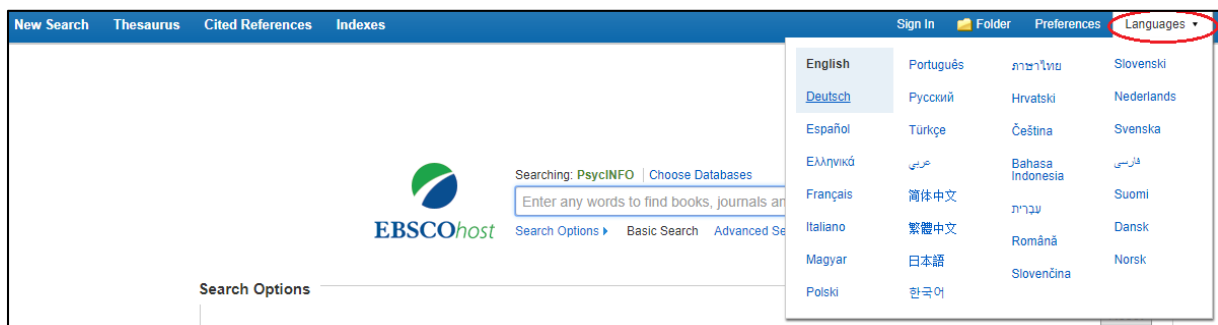 New Search Thesaurus Cited References Indexes Sign In Folder Preferences Languages
English
Deutsch
Español
Ελληνικά
Français
Italiano
Magyar
Polski
Português
Русский
Türkçe
عربي
简体中文
繁體中文
日本語
한국어
ภาษาไทย
Hrvatski
Čeština
Bahasa
Indonesia
עברית
Română
Slovenčina
Slovenski
Nederlands
Svenska
فارسی
Suomi
Dansk
Norsk
EBSCOhost
Searching: PsycINFO Choose Databases
Enter any words to find books, journals an
Search Options Basic Search Advanced Se
Search Options